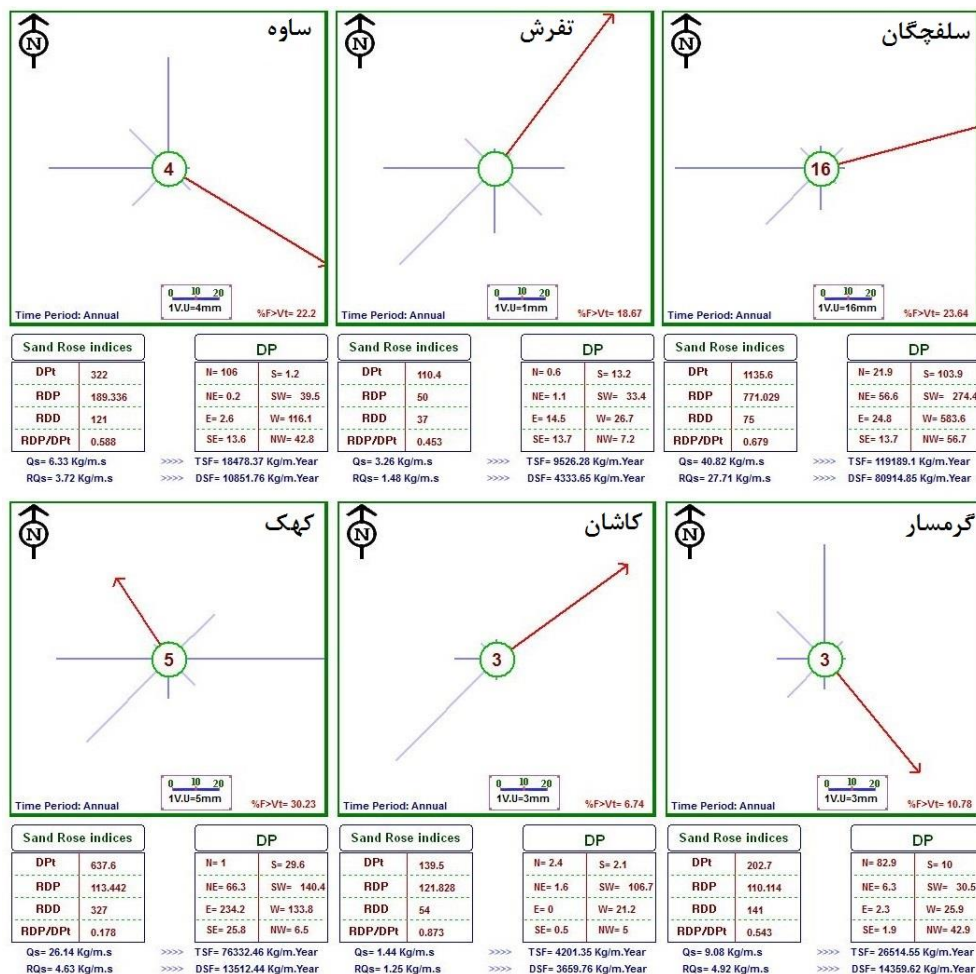 N
ساوه
4
0 10 20
1V.U=4mm
Time Period: Annual
%F>Vt= 22.2
Sand Rose indices
DPt 322
RDP 189.336
RDD 121
RDP/DPt 0.588
DP
N= 106 S= 1.2
NE= 0.2 SW= 39.5
E= 2.6 W= 116.1
SE= 13.6 NW= 42.8
Qs= 6.33 Kg/m.s >>>> TSF= 18478.37 Kg/m.Year
RQs= 3.72 Kg/m.s >>>> DSF= 10851.76 Kg/m.Year
N
تفرش
0 10 20
1V.U=1mm
Time Period: Annual
%F>Vt= 18.67
Sand Rose indices
DPt 110.4
RDP 50
RDD 37
RDP/DPt 0.453
DP
N= 0.6 S= 13.2
NE= 1.1 SW= 33.4
E= 14.5 W= 26.7
SE= 13.7 NW= 7.2
Qs= 3.26 Kg/m.s >>>> TSF= 9526.28 Kg/m.Year
RQs= 1.48 Kg/m.s >>>> DSF= 4333.65 Kg/m.Year
N
سلفچگان
16
0 10 20
1V.U=16mm
Time Period: Annual
%F>Vt= 23.64
Sand Rose indices
DPt 1135.6
RDP 771.029
RDD 75
RDP/DPt 0.679
DP
N= 21.9 S= 103.9
NE= 56.6 SW= 274.4
E= 24.8 W= 583.6
SE= 13.7 NW= 56.7
Qs= 40.82 Kg/m.s >>>> TSF= 119189.1 Kg/m.Year
RQs= 27.71 Kg/m.s >>>> DSF= 80914.85 Kg/m.Year
N
کهک
5
0 10 20
1V.U=5mm
Time Period: Annual
%F>Vt= 30.23
Sand Rose indices
DPt 637.6
RDP 113.442
RDD 327
RDP/DPt 0.178
DP
N= 1 S= 29.6
NE= 66.3 SW= 140.4
E= 234.2 W= 133.8
SE= 25.8 NW= 6.5
Qs= 26.14 Kg/m.s >>>> TSF= 76332.46 Kg/m.Year
RQs= 4.63 Kg/m.s >>>> DSF= 13512.44 Kg/m.Year
N
کاشان
3
0 10 20
1V.U=3mm
Time Period: Annual
%F>Vt= 6.74
Sand Rose indices
DPt 139.5
RDP 121.828
RDD 54
RDP/DPt 0.873
DP
N= 2.4 S= 2.1
NE= 1.6 SW= 106.7
E= 0 W= 21.2
SE= 0.5 NW= 5
Qs= 1.44 Kg/m.s >>>> TSF= 4201.35 Kg/m.Year
RQs= 1.25 Kg/m.s >>>> DSF= 3659.76 Kg/m.Year
N
گرمسار
3
0 10 20
1V.U=3mm
Time Period: Annual
%F>Vt= 10.78
Sand Rose indices
DPt 202.7
RDP 110.114
RDD 141
RDP/DPt 0.543
DP
N= 82.9 S= 10
NE= 6.3 SW= 30.5
E= 2.3 W= 25.9
SE= 1.9 NW= 42.9
Qs= 9.08 Kg/m.s >>>> TSF= 26514.55 Kg/m.Year
RQs= 4.92 Kg/m.s >>>> DSF= 14359.62 Kg/m.Year